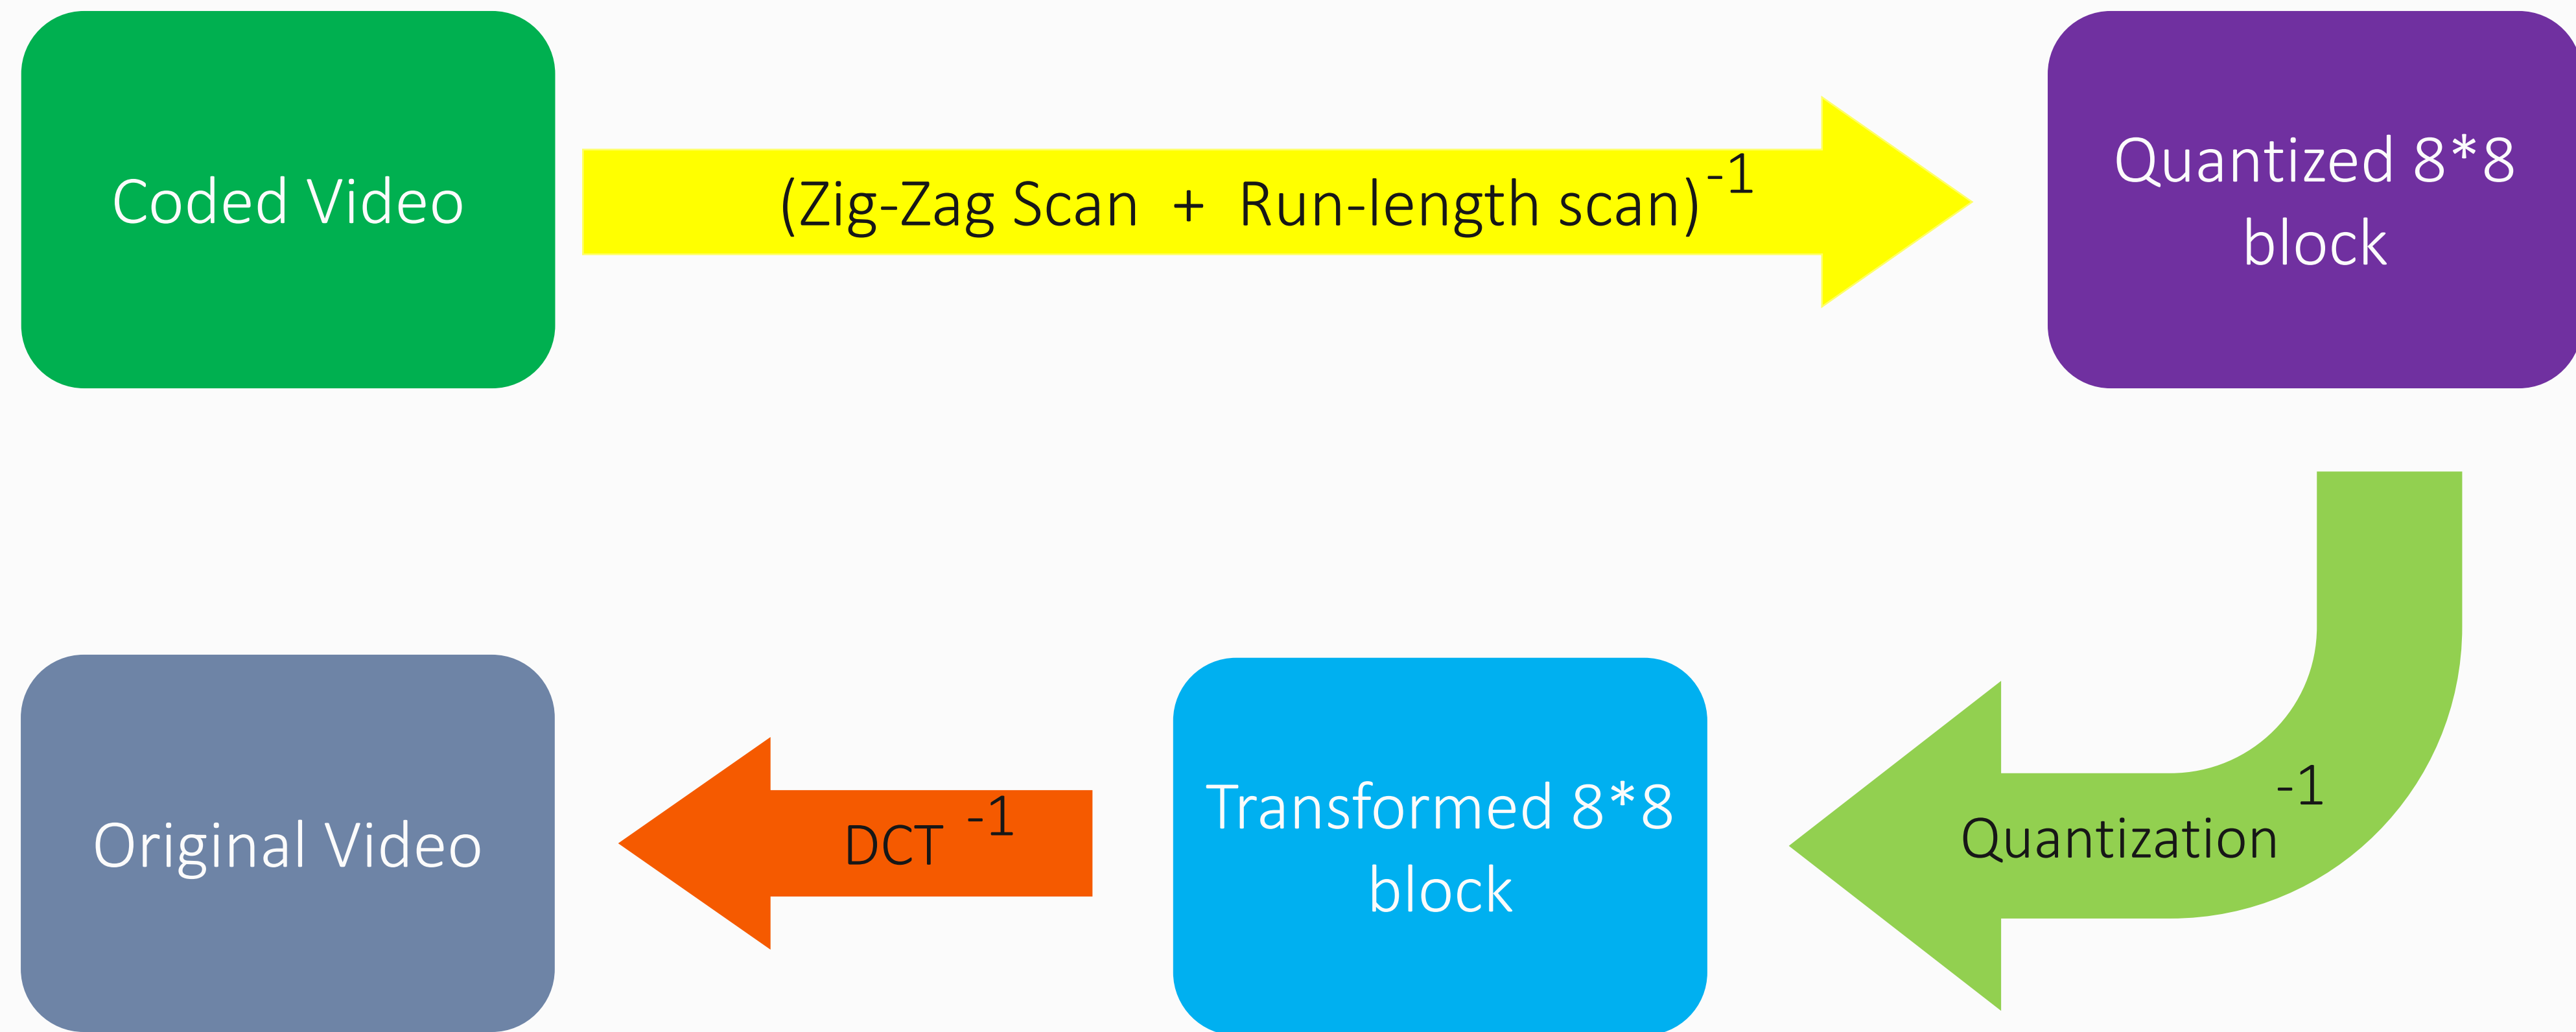 Coded Video
(Zig-Zag Scan + Run-length scan)⁻¹
Quantized 8*8
block
Quantization⁻¹
Transformed 8*8
block
DCT⁻¹
Original Video